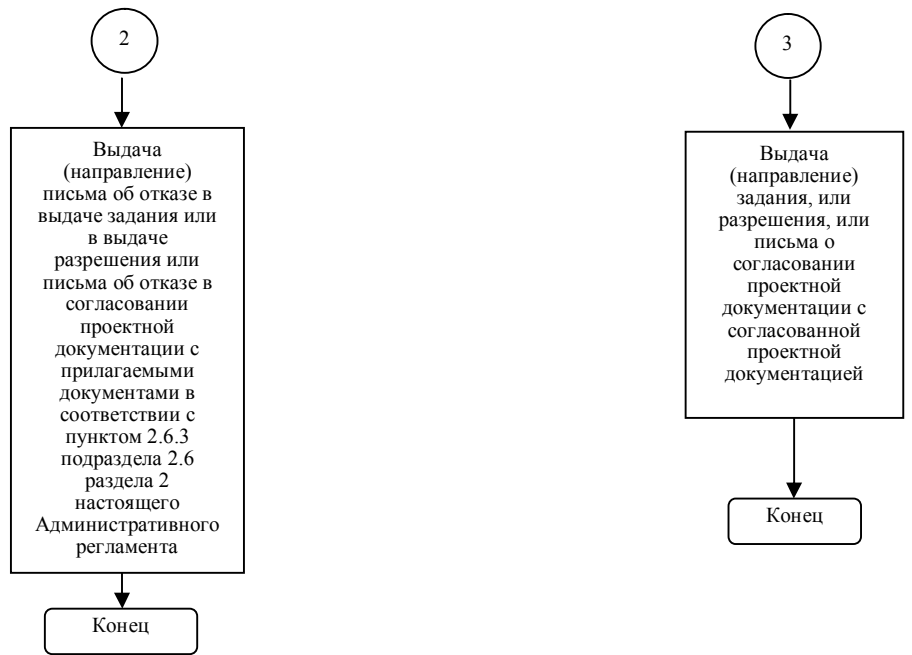 2
Выдача
(направление)
письма об отказе в
выдаче задания или
в выдаче
разрешения или
письма об отказе в
согласовании
проектной
документации с
прилагаемыми
документами в
соответствии с
пунктом 2.6.3
подраздела 2.6
раздела 2
настоящего
Административного
регламента
Конец
3
Выдача
(направление)
задания, или
разрешения, или
письма о
согласовании
проектной
документации с
согласованной
проектной
документацией
Конец